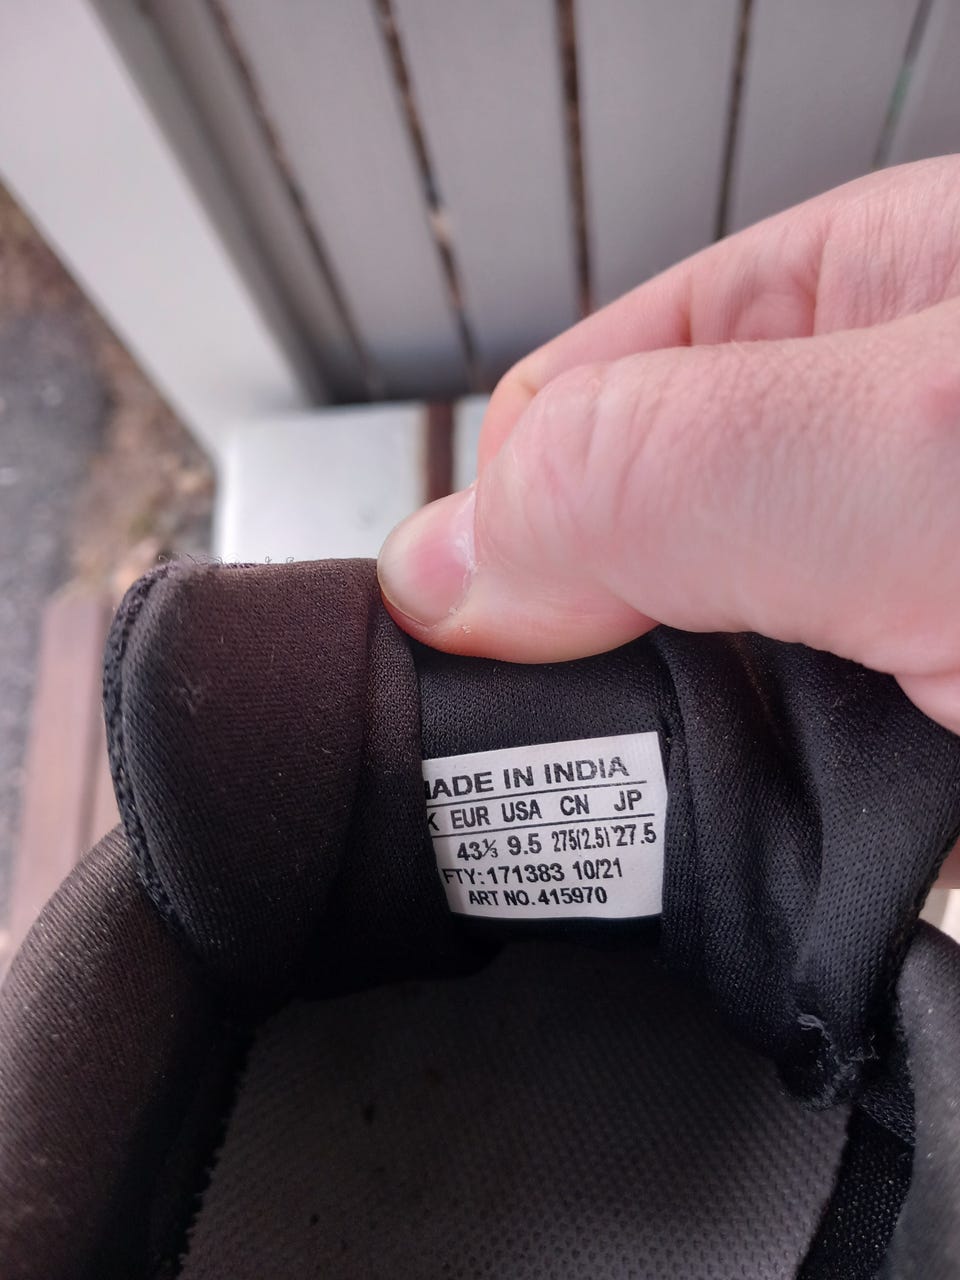 MADE IN INDIA
K EUR USA CN JP
43⅓ 9.5 275(2.5) 27.5
FTY: 171383 10/21
ART NO. 415970